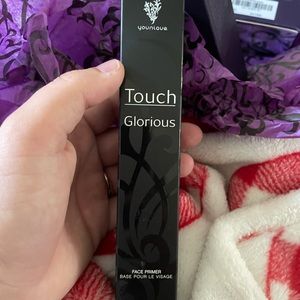 younique
Touch
Glorious
FACE PRIMER
BASE POUR LE VISAGE